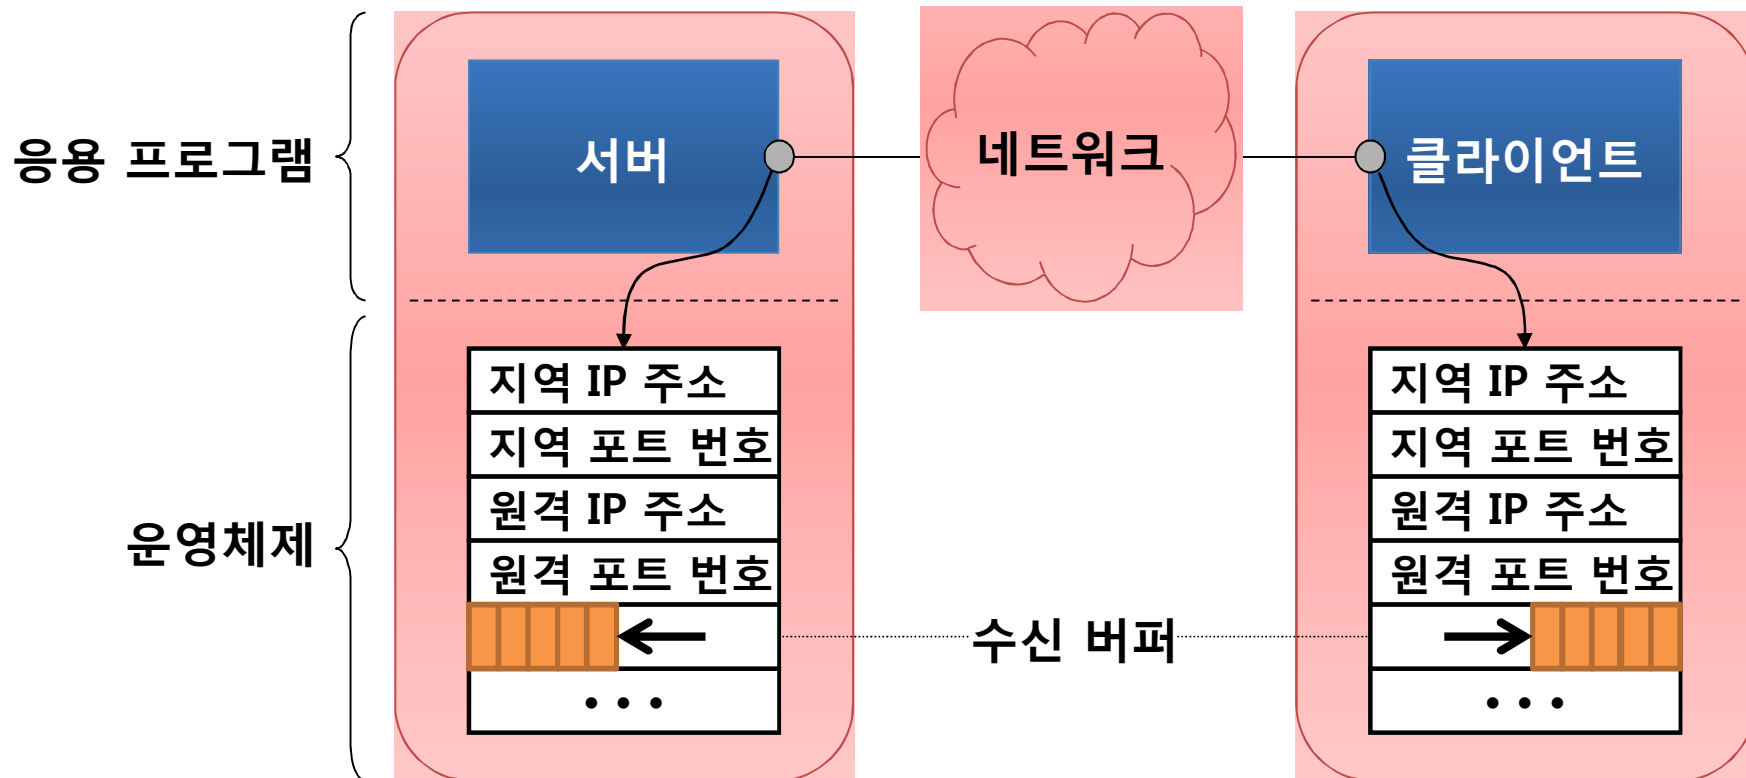 응용 프로그램
서버
네트워크
클라이언트
운영체제
지역 IP 주소
지역 포트 번호
원격 IP 주소
원격 포트 번호
...
수신 버퍼
지역 IP 주소
지역 포트 번호
원격 IP 주소
원격 포트 번호
...